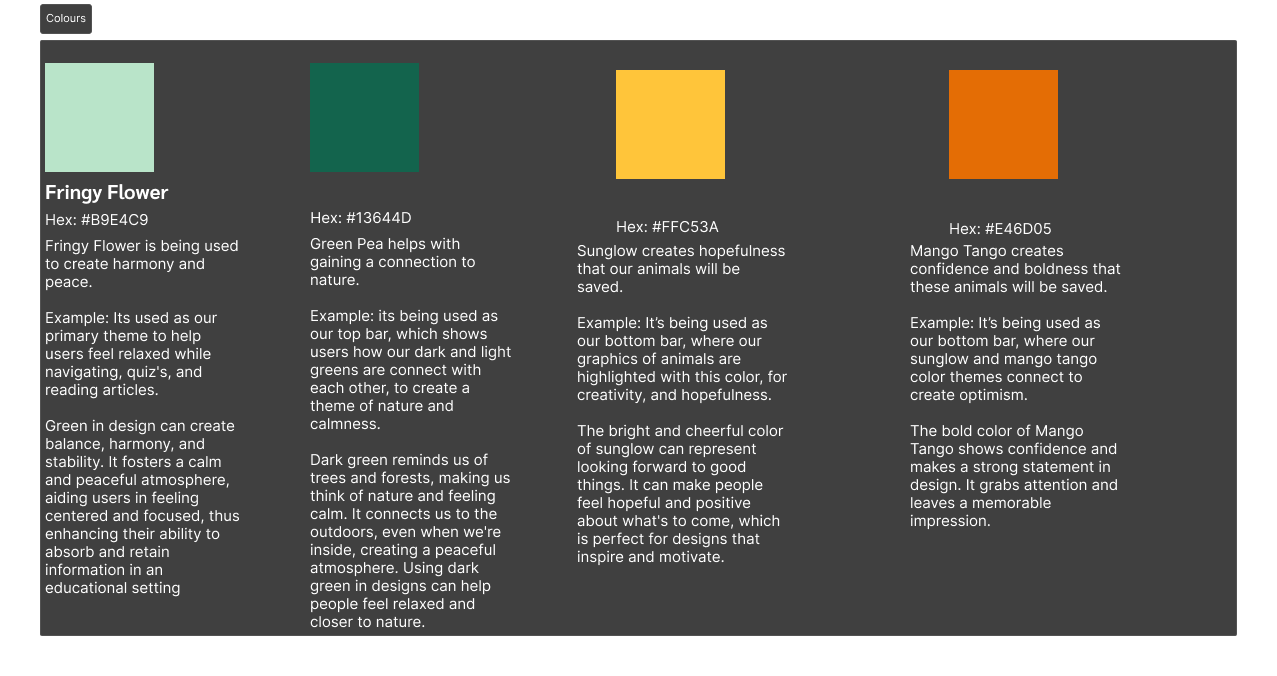 Colours
Fringy Flower
Hex: #B9E4C9
Fringy Flower is being used
to create harmony and
peace.
Example: Its used as our
primary theme to help
users feel relaxed while
navigating, quiz's, and
reading articles.
Green in design can create
balance, harmony, and
stability. It fosters a calm
and peaceful atmosphere,
aiding users in feeling
centered and focused, thus
enhancing their ability to
absorb and retain
information in an
educational setting
Hex: #13644D
Green Pea helps with
gaining a connection to
nature.
Example: its being used as
our top bar, which shows
users how our dark and light
greens are connect with
each other, to create a
theme of nature and
calmness.
Dark green reminds us of
trees and forests, making us
think of nature and feeling
calm. It connects us to the
outdoors, even when we're
inside, creating a peaceful
atmosphere. Using dark
green in designs can help
people feel relaxed and
closer to nature.
Hex: #FFC53A
Sunglow creates hopefulness
that our animals will be
saved.
Example: It’s being used as
our bottom bar, where our
graphics of animals are
highlighted with this color, for
creativity, and hopefulness.
The bright and cheerful color
of sunglow can represent
looking forward to good
things. It can make people
feel hopeful and positive
about what's to come, which
is perfect for designs that
inspire and motivate.
Hex: #E46D05
Mango Tango creates
confidence and boldness that
these animals will be saved.
Example: It’s being used as
our bottom bar, where our
sunglow and mango tango
color themes connect to
create optimism.
The bold color of Mango
Tango shows confidence and
makes a strong statement in
design. It grabs attention and
leaves a memorable
impression.